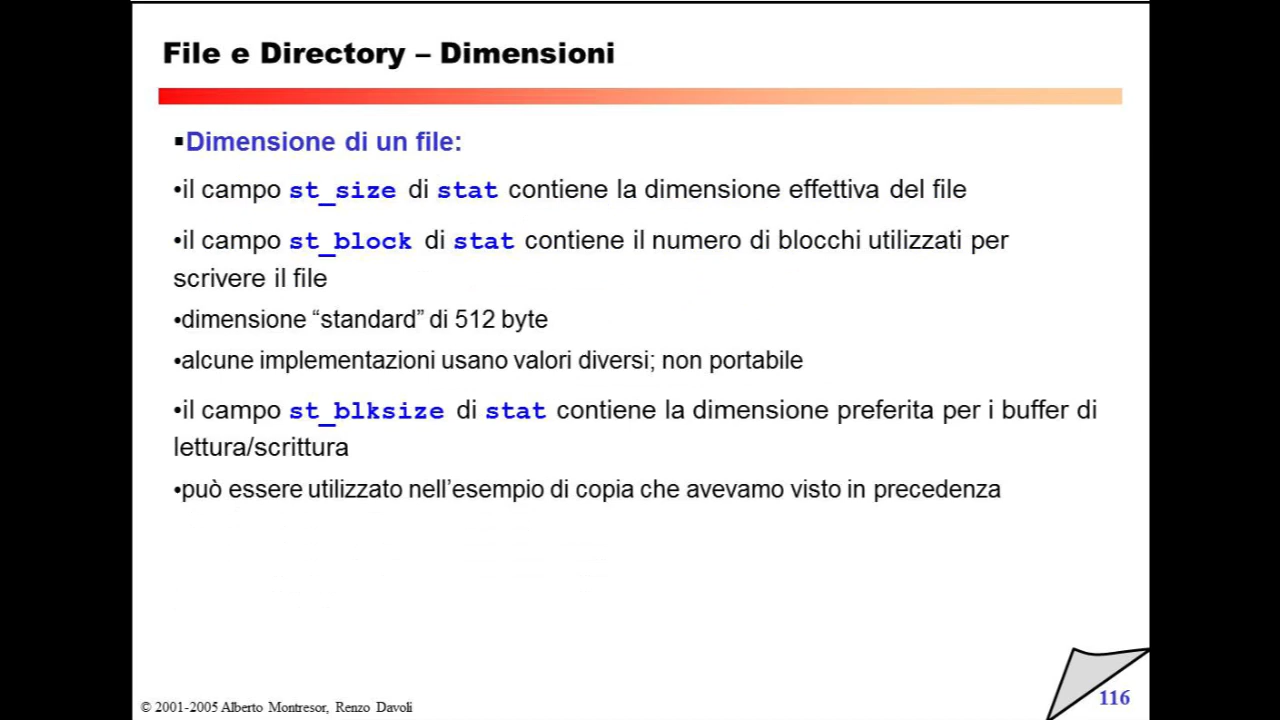 File e Directory – Dimensioni
▪Dimensione di un file:
•il campo st_size di stat contiene la dimensione effettiva del file
•il campo st_block di stat contiene il numero di blocchi utilizzati per
scrivere il file
•dimensione “standard” di 512 byte
•alcune implementazioni usano valori diversi; non portabile
•il campo st_blksize di stat contiene la dimensione preferita per i buffer di
lettura/scrittura
•può essere utilizzato nell’esempio di copia che avevamo visto in precedenza
© 2001-2005 Alberto Montresor, Renzo Davoli
116